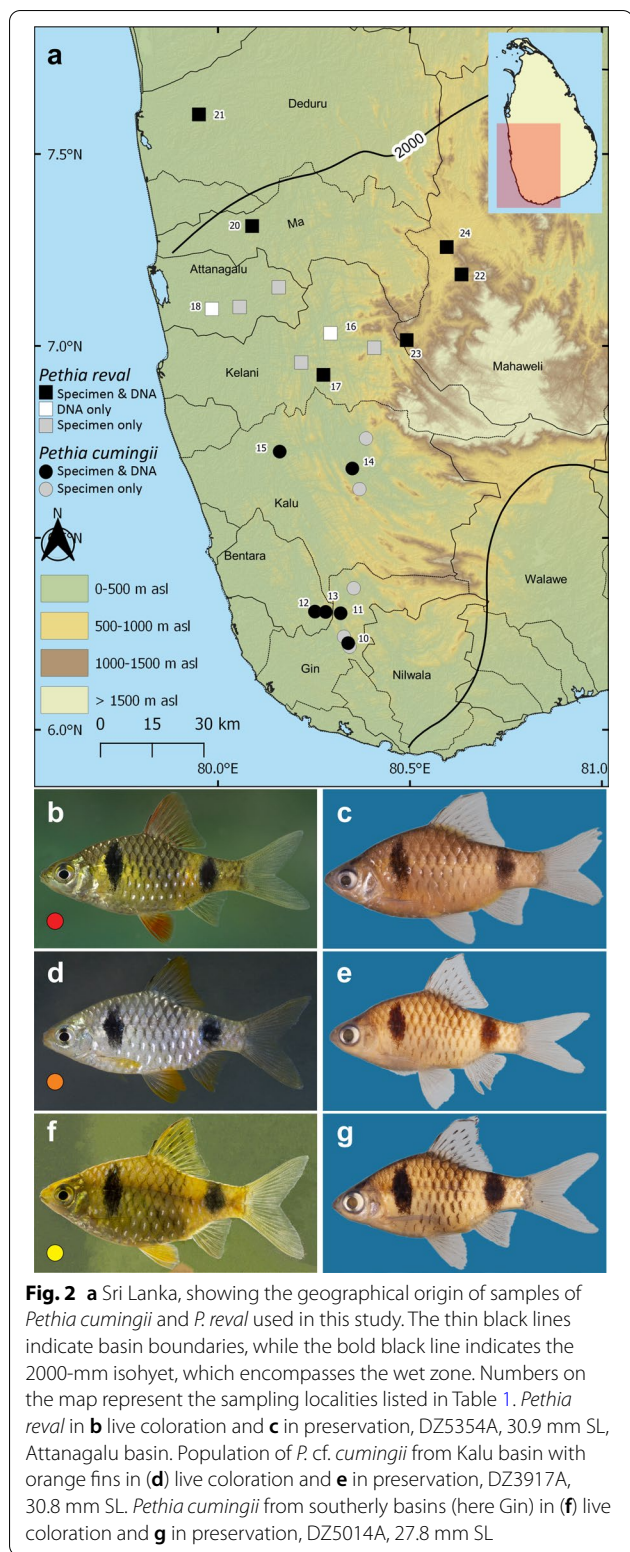 a
Deduru
21
7.5°N
2000
20
Ma
24
22
Attanagalu
18
16
7.0°N
23
Mahaweli
Kelani
17
Pethia reval
Specimen & DNA
DNA only
Specimen only
Pethia cumingii
Specimen & DNA
Specimen only
15
14
Kalu
N
Bentara
Walawe
0-500 m asl
500-1000 m asl
1000-1500 m asl
> 1500 m asl
12
13
11
10
Gin
Nilwala
6.0°N
0 15 30 km
80.0°E 80.5°E 81.0
b
c
d
e
f
g
Fig. 2 a Sri Lanka, showing the geographical origin of samples of
Pethia cumingii and P. reval used in this study. The thin black lines
indicate basin boundaries, while the bold black line indicates the
2000-mm isohyet, which encompasses the wet zone. Numbers on
the map represent the sampling localities listed in Table 1. Pethia
reval in b live coloration and c in preservation, DZ5354A, 30.9 mm SL,
Attanagalu basin. Population of P. cf. cumingii from Kalu basin with
orange fins in (d) live coloration and e in preservation, DZ3917A,
30.8 mm SL. Pethia cumingii from southerly basins (here Gin) in (f) live
coloration and g in preservation, DZ5014A, 27.8 mm SL